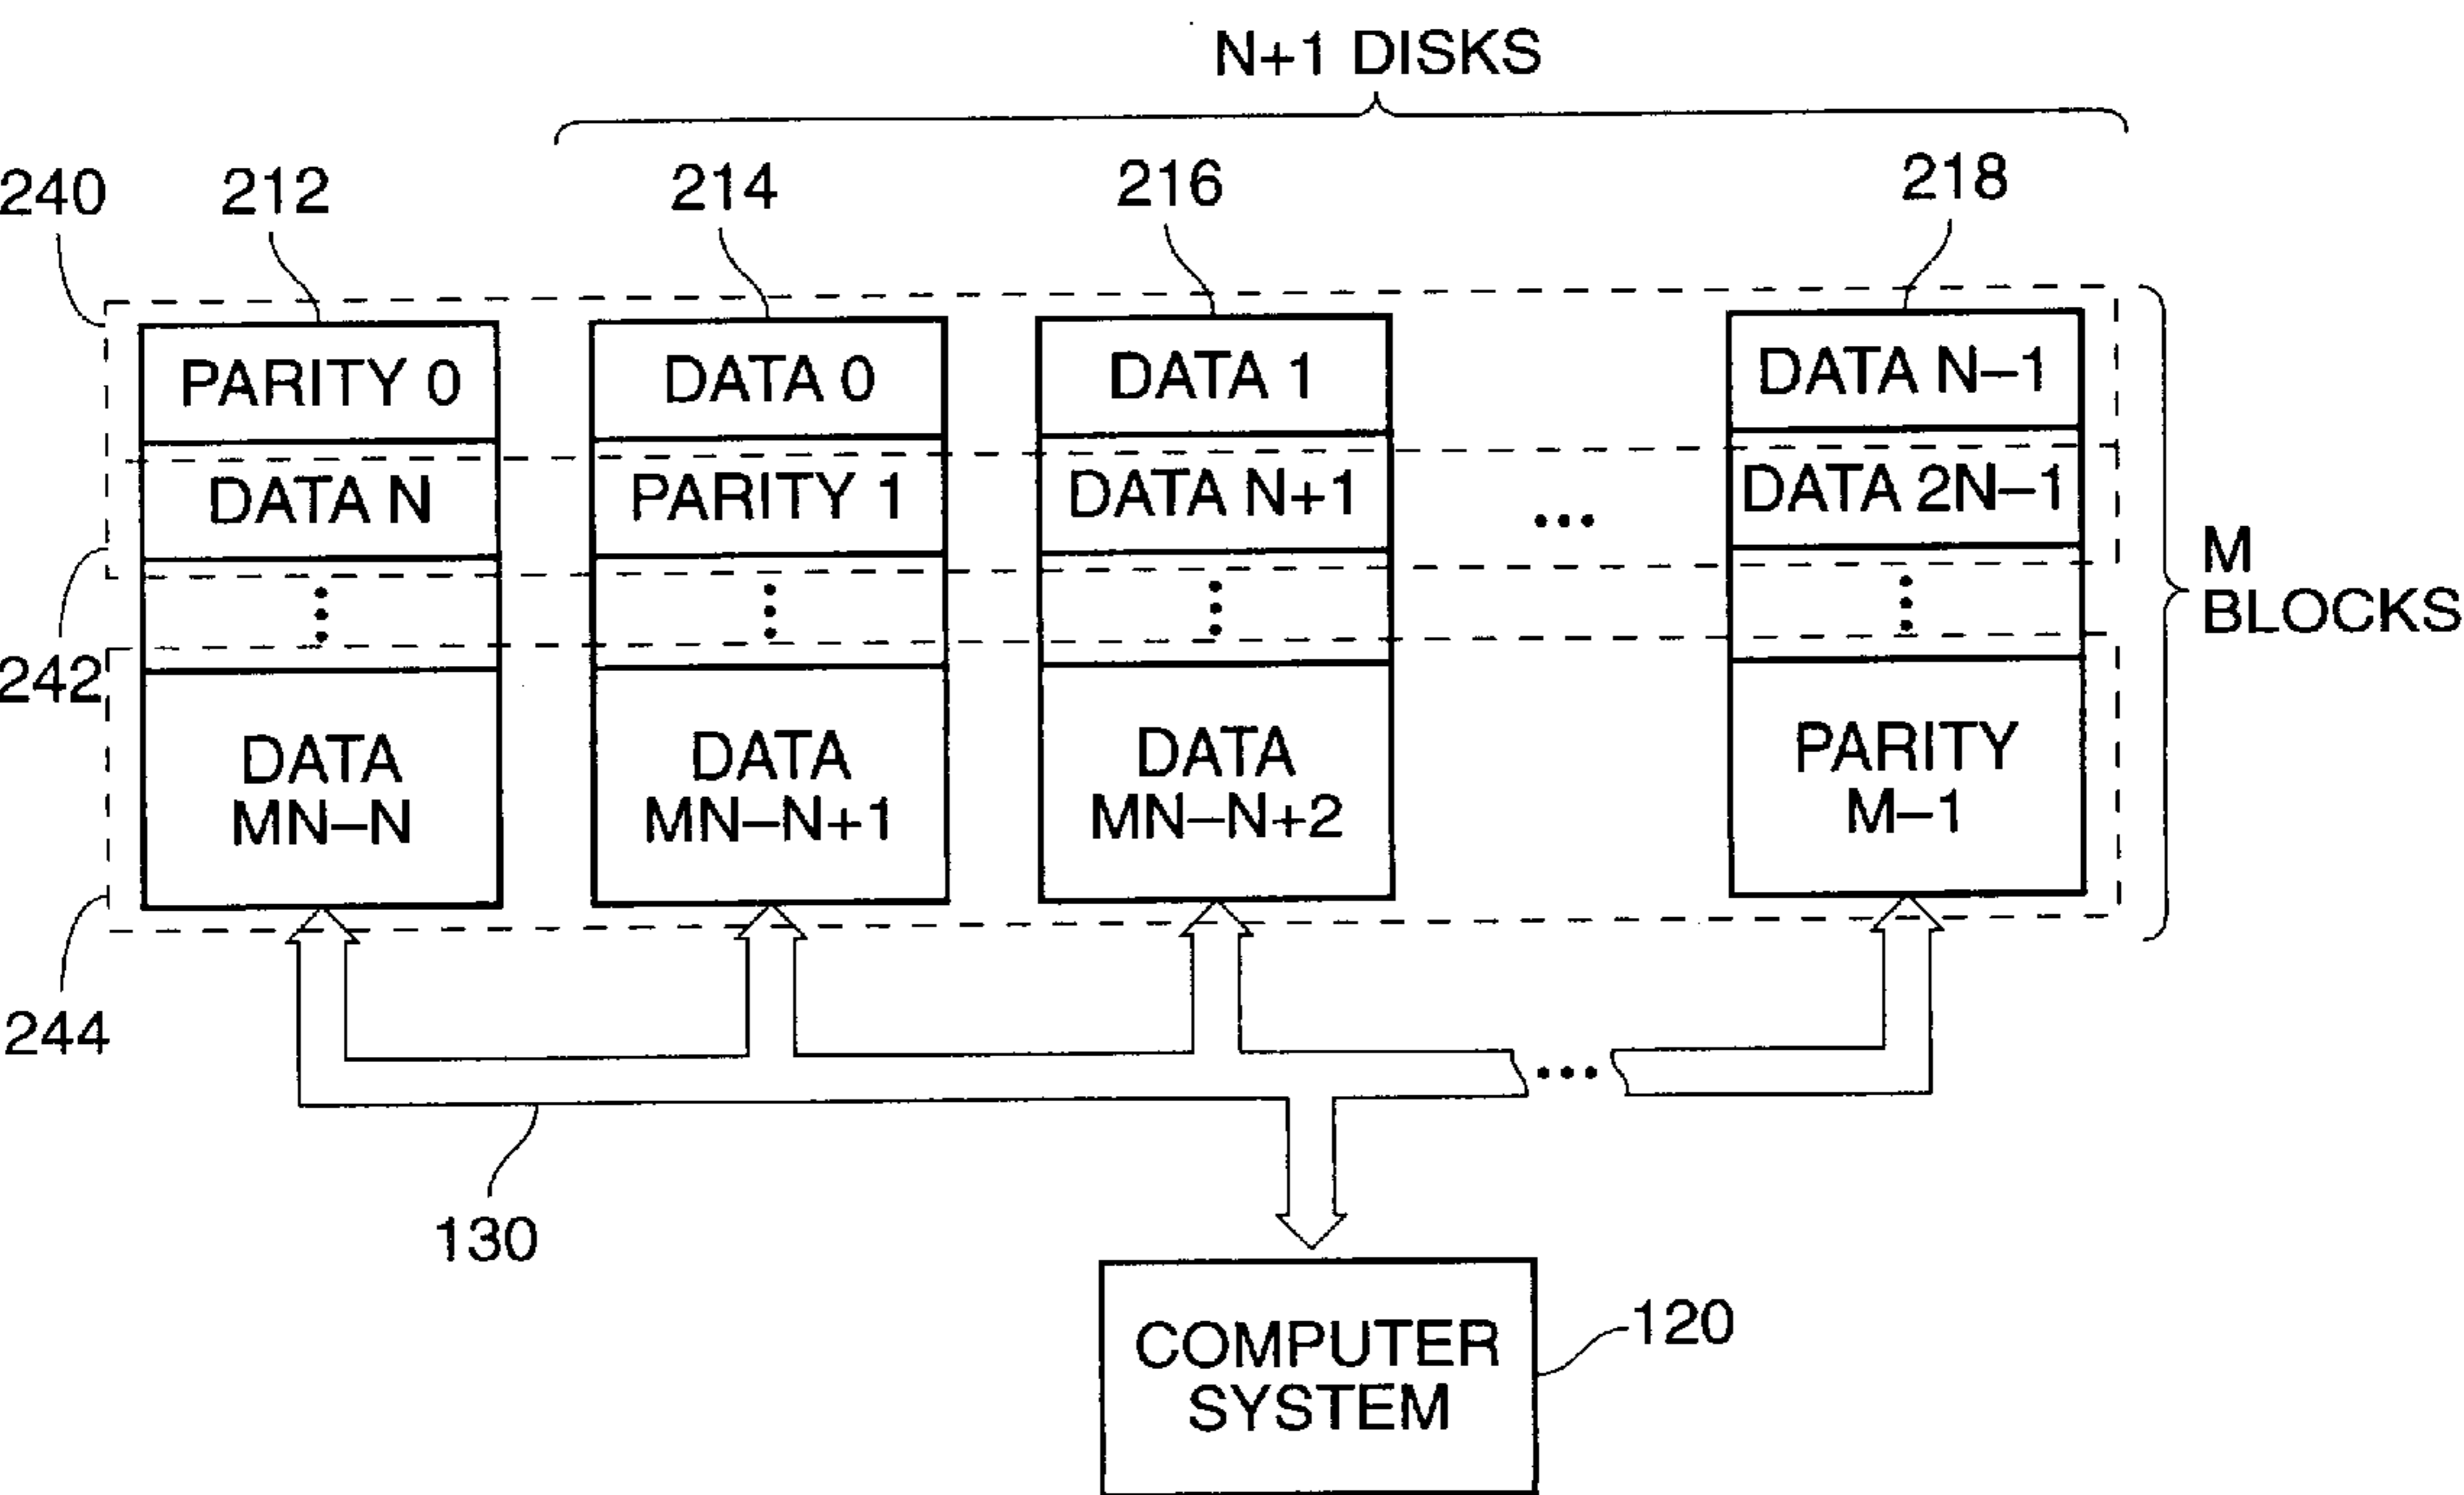 N+1 DISKS
240 212 214 216 218
PARITY 0 DATA 0 DATA 1 DATA N–1
DATA N PARITY 1 DATA N+1 ... DATA 2N–1
M
BLOCKS
242
DATA
MN–N
DATA
MN–N+1
DATA
MN–N+2
PARITY
M–1
244
...
130
COMPUTER
SYSTEM
120